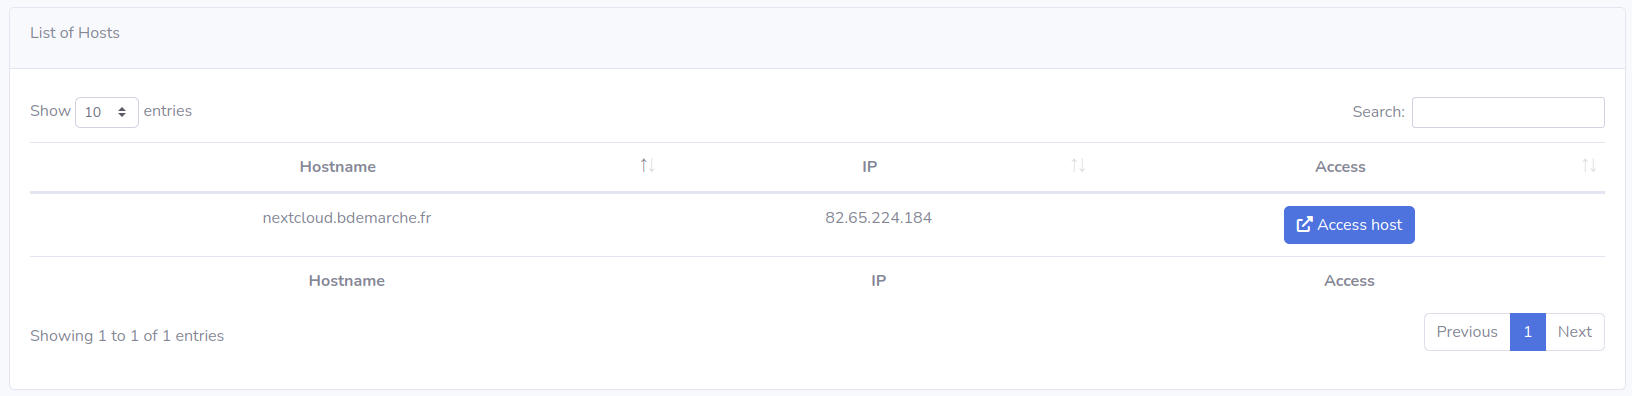 List of Hosts
Show 10 entries
Search:
Hostname IP Access
nextcloud.bdemarche.fr 82.65.224.184 Access host
Hostname IP Access
Showing 1 to 1 of 1 entries
Previous 1 Next